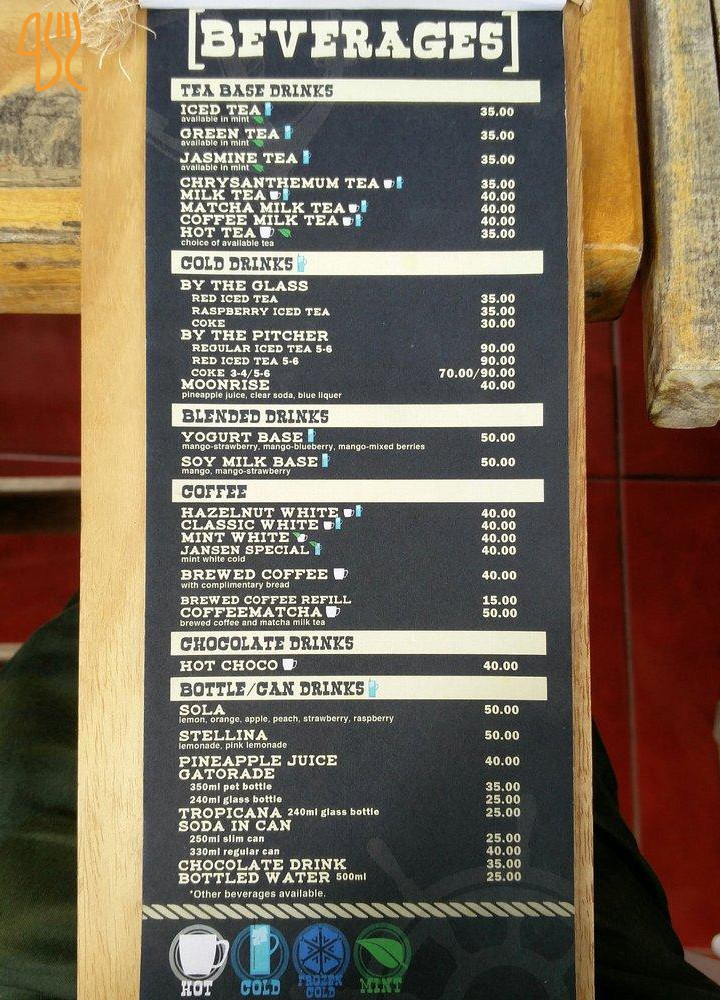 [BEVERAGES]
TEA BASE DRINKS
ICED TEA 35.00
available in mint
GREEN TEA 35.00
available in mint
JASMINE TEA 35.00
available in mint
CHRYSANTHEMUM TEA 35.00
MILK TEA 40.00
MATCHA MILK TEA 40.00
COFFEE MILK TEA 40.00
HOT TEA 35.00
choice of available tea
COLD DRINKS
BY THE GLASS
RED ICED TEA 35.00
RASPBERRY ICED TEA 35.00
COKE 30.00
BY THE PITCHER
REGULAR ICED TEA 5-6 90.00
RED ICED TEA 5-6 90.00
COKE 3-4/5-6 70.00/90.00
MOONRISE 40.00
pineapple juice, clear soda, blue liquer
BLENDED DRINKS
YOGURT BASE 50.00
mango-strawberry, mango-blueberry, mango-mixed berries
SOY MILK BASE 50.00
mango, mango-strawberry
COFFEE
HAZELNUT WHITE 40.00
CLASSIC WHITE 40.00
MINT WHITE 40.00
JANSEN SPECIAL 40.00
mint white cold
BREWED COFFEE 40.00
with complimentary bread
BREWED COFFEE REFILL 15.00
COFFEEMATCHA 50.00
brewed coffee and matcha milk tea
CHOCOLATE DRINKS
HOT CHOCO 40.00
BOTTLE/CAN DRINKS
SOLA 50.00
lemon, orange, apple, peach, strawberry, raspberry
STELLINA 50.00
lemonade, pink lemonade
PINEAPPLE JUICE 40.00
GATORADE
350ml pet bottle 35.00
240ml glass bottle 25.00
TROPICANA 240ml glass bottle 25.00
SODA IN CAN
250ml slim can 25.00
330ml regular can 40.00
CHOCOLATE DRINK 35.00
BOTTLED WATER 500ml 25.00
*Other beverages available.
HOT COLD FROZEN COLD MINT